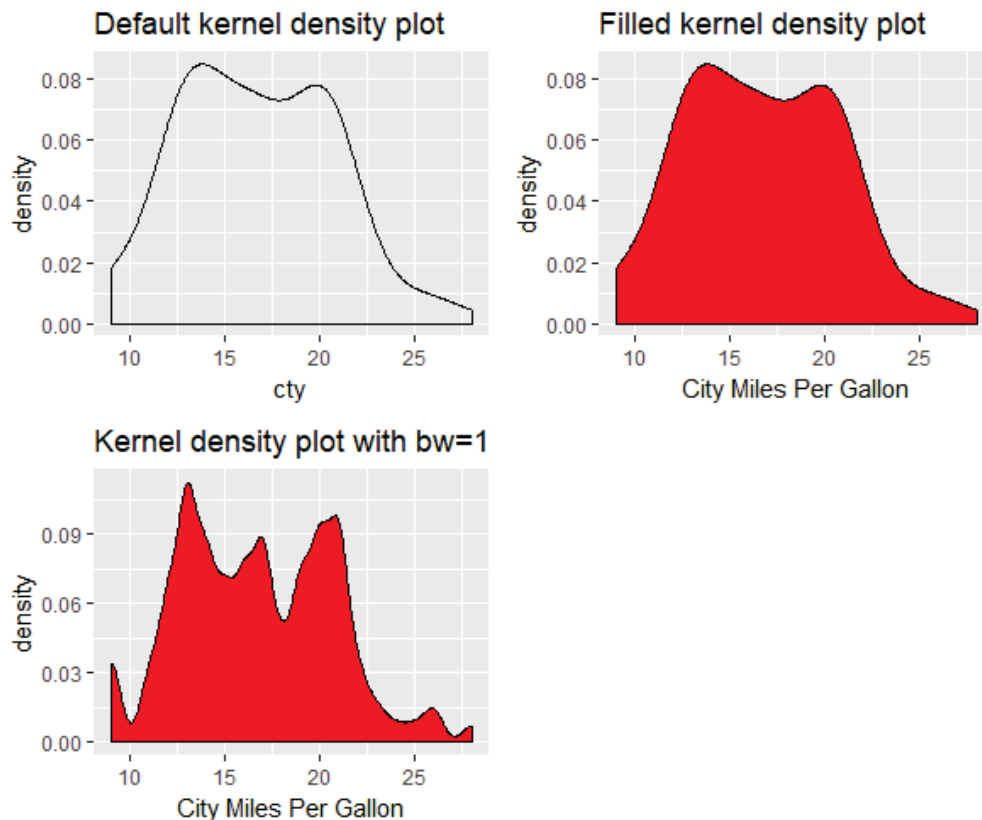 Default kernel density plot
density
0.08
0.06
0.04
0.02
0.00
10 15 20 25
cty
Filled kernel density plot
density
0.08
0.06
0.04
0.02
0.00
10 15 20 25
City Miles Per Gallon
Kernel density plot with bw=1
density
0.09
0.06
0.03
0.00
10 15 20 25
City Miles Per Gallon